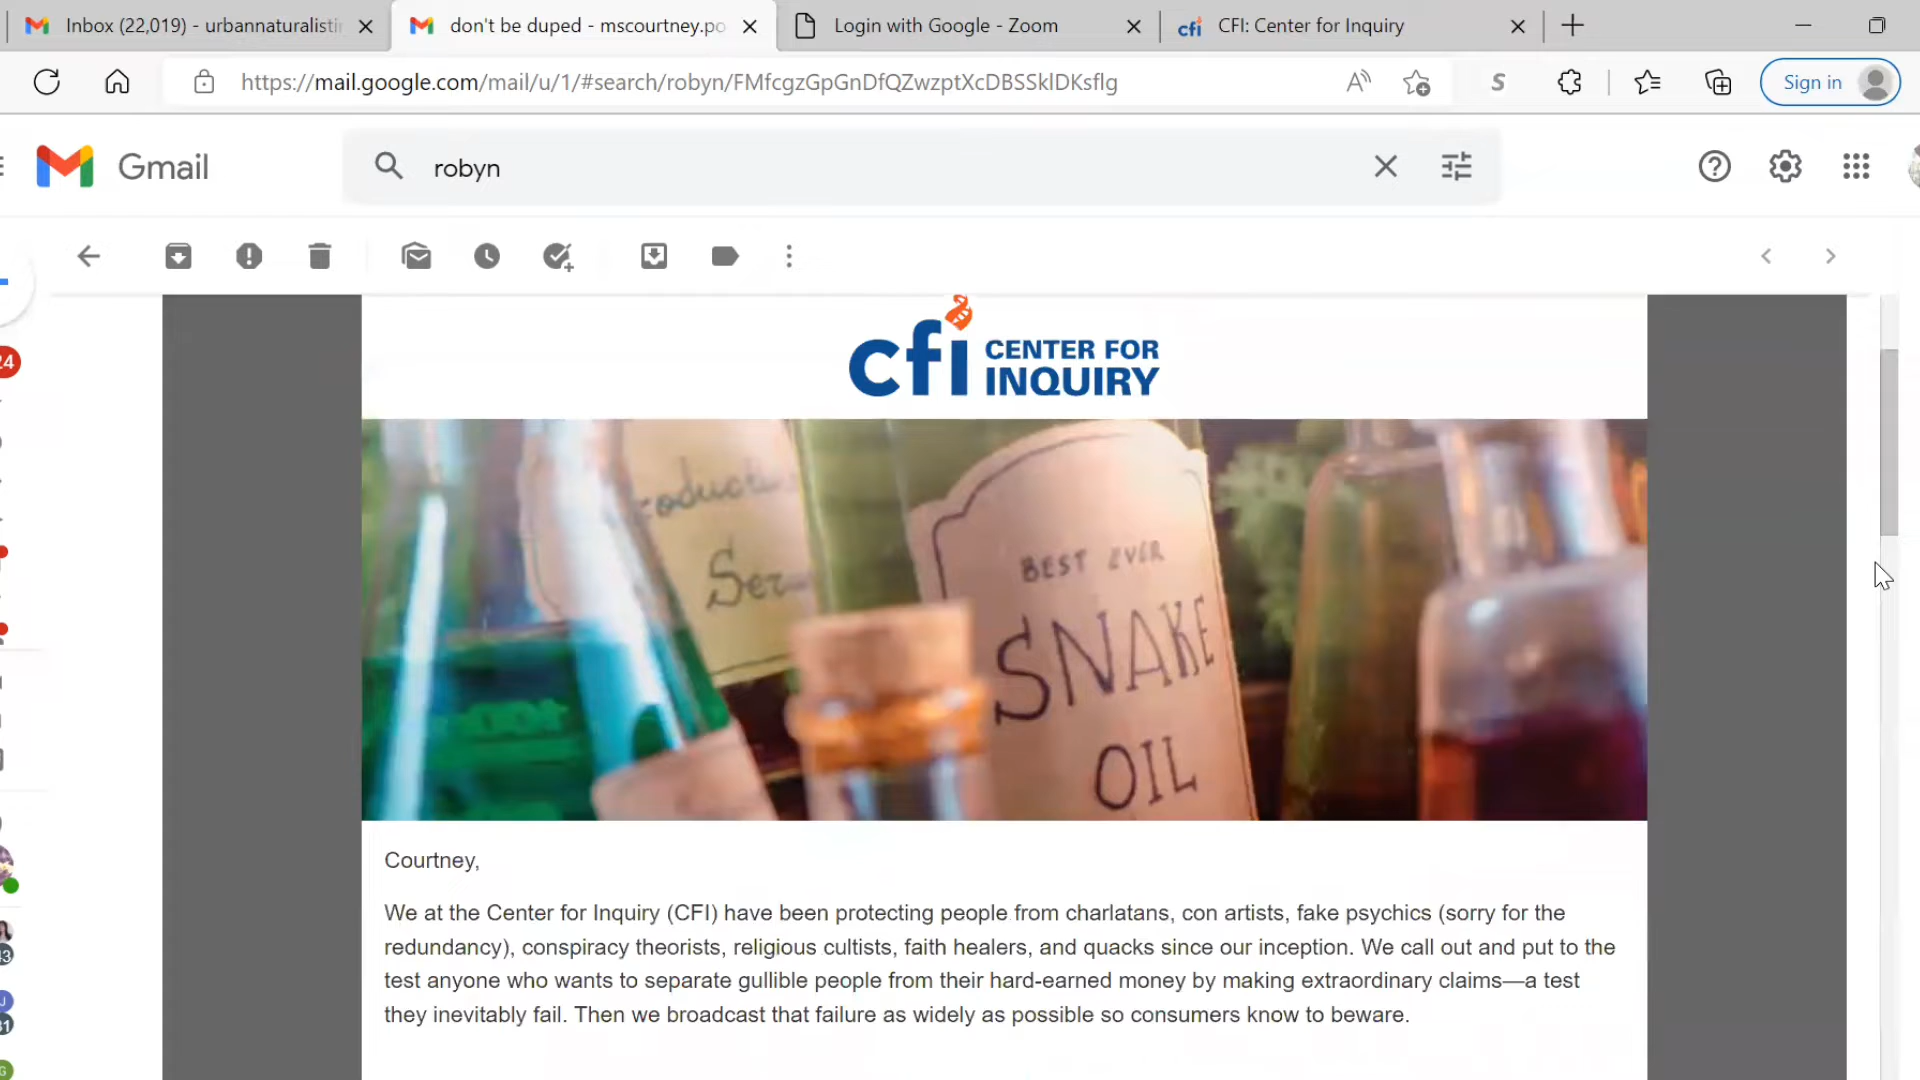 Inbox (22,019) - urbannaturalistin
don't be duped - mscourtney.po
Login with Google - Zoom
CFI: Center for Inquiry
https://mail.google.com/mail/u/1/#search/robyn/FMfcgzGpGnDfQZwzptXcDBSSklDKsflg
Sign in
Gmail
robyn
24
cfi CENTER FOR
INQUIRY
BEST EVER
SNAKE
OIL
Courtney,
We at the Center for Inquiry (CFI) have been protecting people from charlatans, con artists, fake psychics (sorry for the
redundancy), conspiracy theorists, religious cultists, faith healers, and quacks since our inception. We call out and put to the
test anyone who wants to separate gullible people from their hard-earned money by making extraordinary claims—a test
they inevitably fail. Then we broadcast that failure as widely as possible so consumers know to beware.